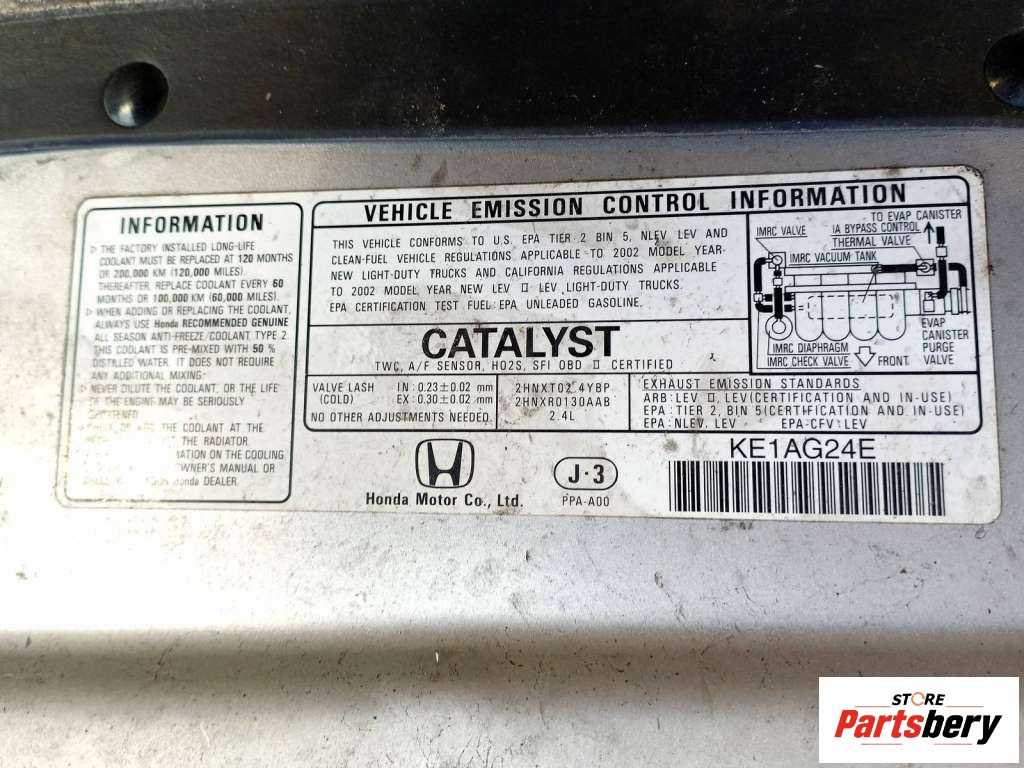 INFORMATION
▷ THE FACTORY INSTALLED LONG-LIFE
COOLANT MUST BE REPLACED AT 120 MONTHS
OR 200,000 KM (120,000 MILES).
THEREAFTER, REPLACE COOLANT EVERY 60
MONTHS OR 100,000 KM (60,000 MILES).
▷ WHEN ADDING OR REPLACING THE COOLANT,
ALWAYS USE Honda RECOMMENDED GENUINE
ALL SEASON ANTI-FREEZE/COOLANT TYPE 2
THIS COOLANT IS PRE-MIXED WITH 50 %
DISTILLED WATER. IT DOES NOT REQUIRE
ANY ADDITIONAL MIXING.
▷ NEVER DILUTE THE COOLANT, OR THE LIFE
OF THE ENGINE MAY BE SERIOUSLY
THE COOLANT AT THE
THE RADIATOR.
ON THE COOLING
OWNER'S MANUAL OR
Honda DEALER.
VEHICLE EMISSION CONTROL INFORMATION
THIS VEHICLE CONFORMS TO U.S. EPA TIER 2 BIN 5, NLEV LEV AND
CLEAN-FUEL VEHICLE REGULATIONS APPLICABLE TO 2002 MODEL YEAR
NEW LIGHT-DUTY TRUCKS AND CALIFORNIA REGULATIONS APPLICABLE
TO 2002 MODEL YEAR NEW LEV Ⅱ LEV LIGHT-DUTY TRUCKS.
EPA CERTIFICATION TEST FUEL: EPA UNLEADED GASOLINE.
CATALYST
TWC, A/F SENSOR, HO2S, SFI OBD Ⅱ CERTIFIED
TO EVAP CANISTER
IMRC VALVE IA BYPASS CONTROL
THERMAL VALVE
IMRC VACUUM TANK
EVAP
CANISTER
PURGE
VALVE
IMRC DIAPHRAGM
IMRC CHECK VALVE FRONT
VALVE LASH IN: 0.23±0.02 mm
(COLD) EX: 0.30±0.02 mm
NO OTHER ADJUSTMENTS NEEDED.
2HNXT02.4YBP
2HNXR0130AAB
2.4L
EXHAUST EMISSION STANDARDS
ARB: LEV Ⅱ, LEV (CERTIFICATION AND IN-USE)
EPA: TIER 2, BIN 5 (CERTIFICATION AND IN-USE)
EPA: NLEV, LEV EPA-CFV: LEV
Honda Motor Co., Ltd.
J·3
PPA-A00
KE1AG24E
STORE
Partsbery